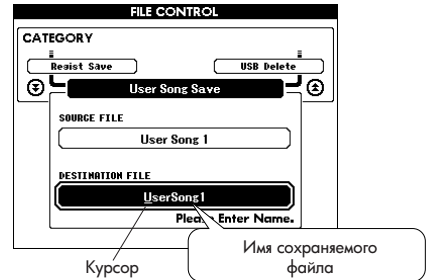 FILE CONTROL
CATEGORY
Regist Save
USB Delete
User Song Save
SOURCE FILE
User Song 1
DESTINATION FILE
UserSong1
Please Enter Name.
Имя сохраняемого
файла
Курсор